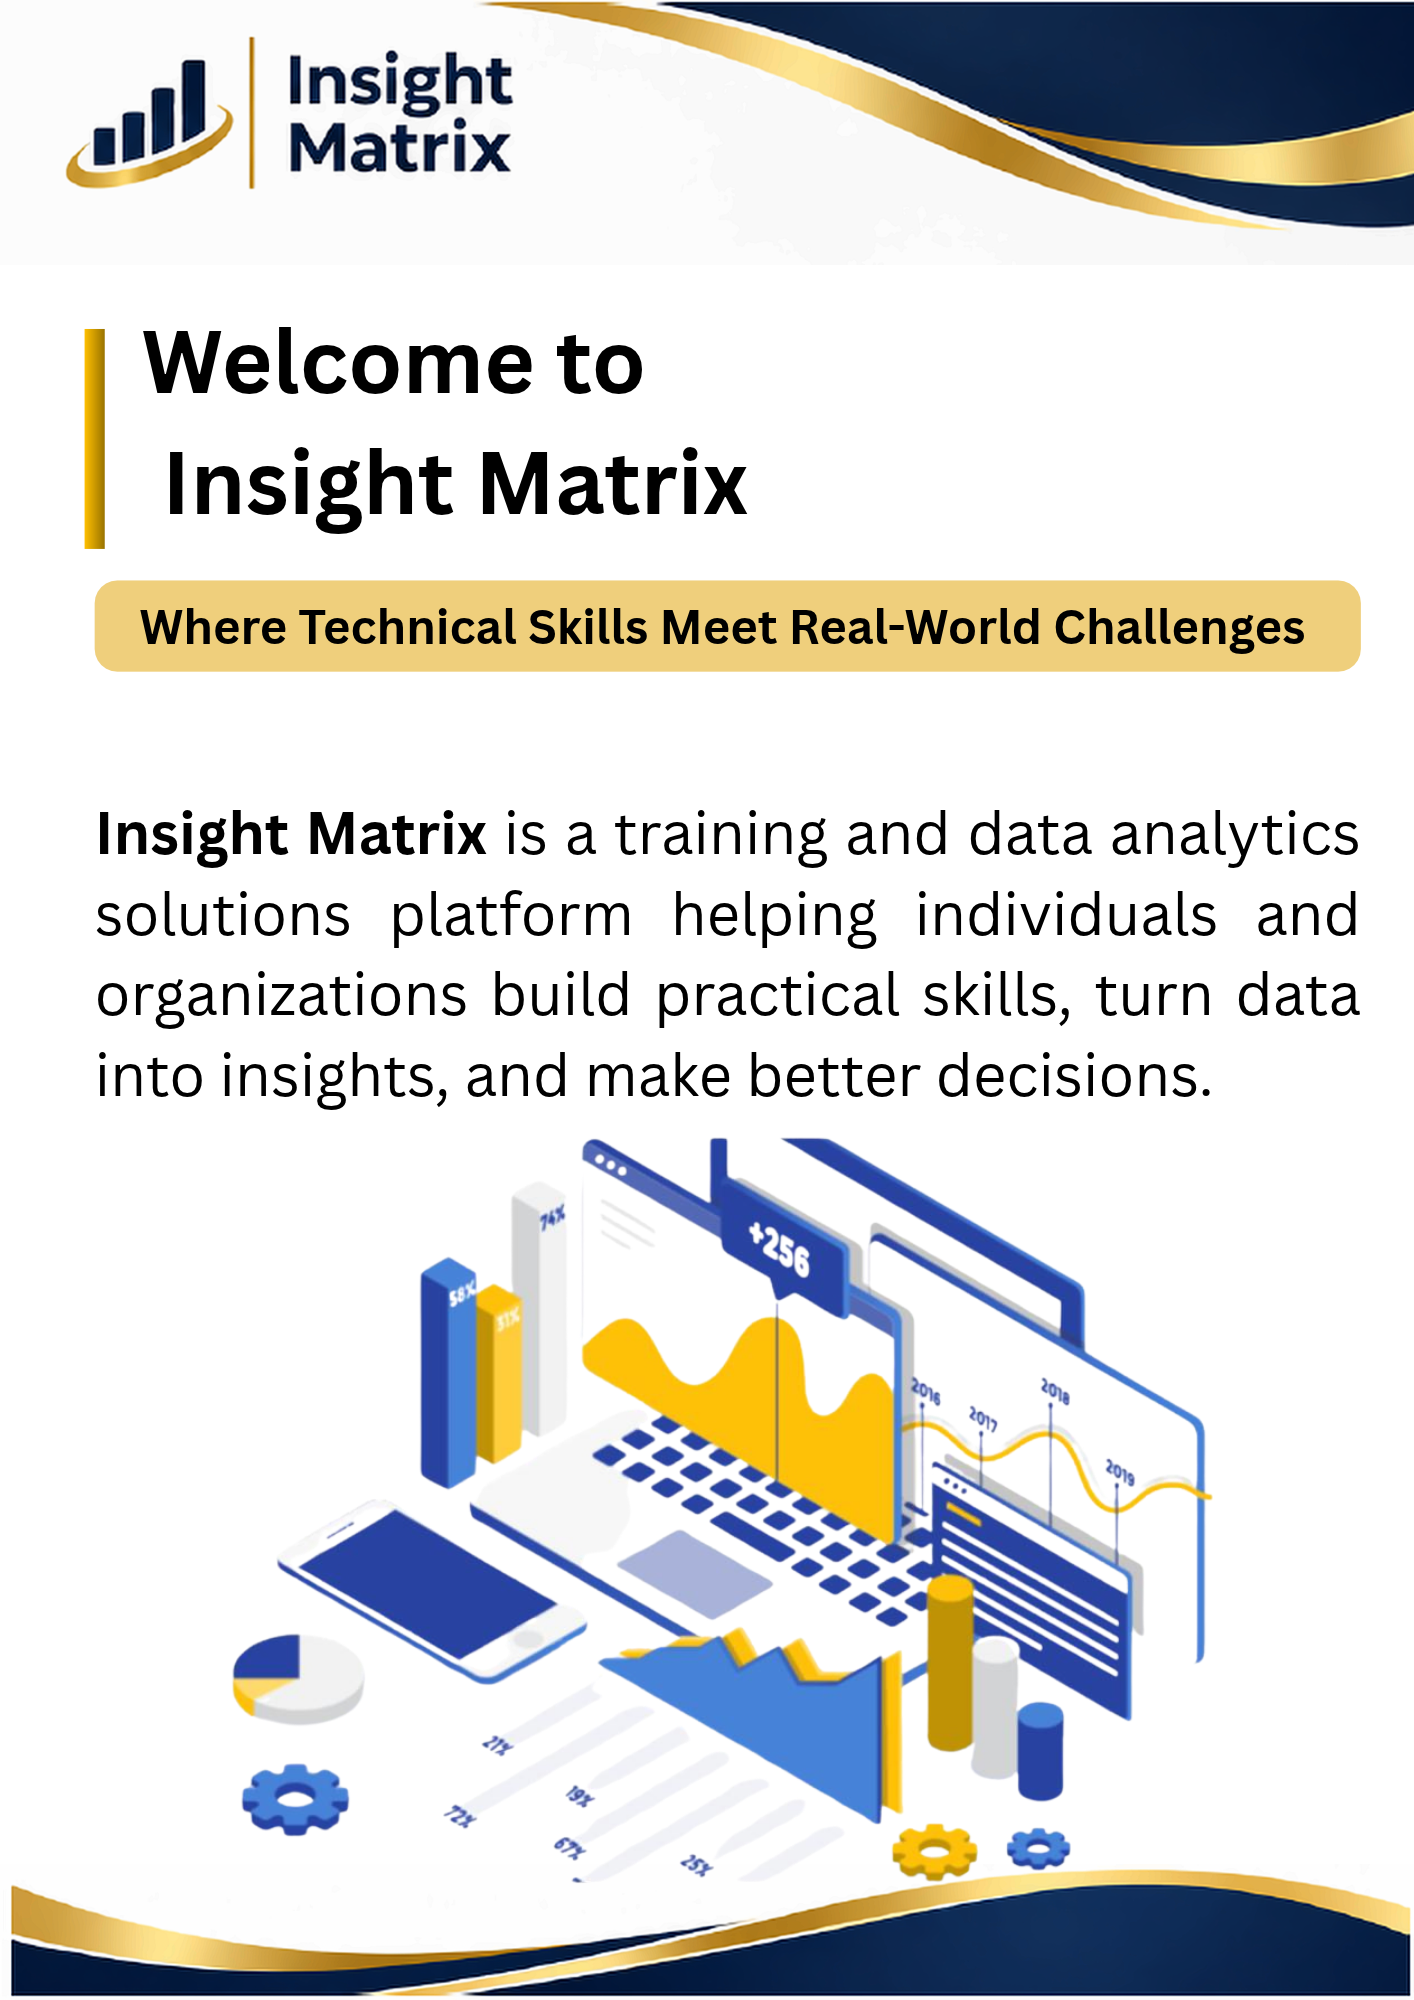 Insight
Matrix
Welcome to
Insight Matrix
Where Technical Skills Meet Real-World Challenges
Insight Matrix is a training and data analytics
solutions platform helping individuals and
organizations build practical skills, turn data
into insights, and make better decisions.
74%
+256
58%
31%
2016
2017
2018
2019
21%
72%
19%
67%
25%